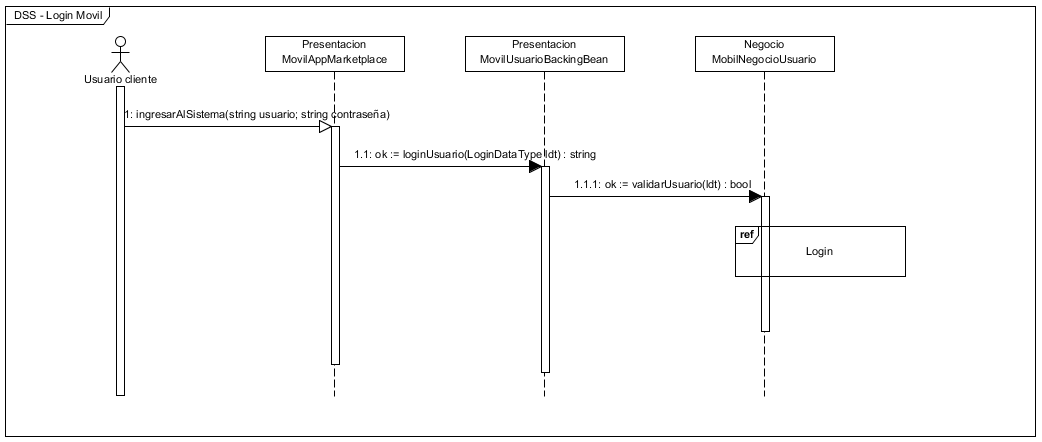 DSS - Login Movil
Usuario cliente
Presentacion
MovilAppMarketplace
Presentacion
MovilUsuarioBackingBean
Negocio
MobilNegocioUsuario
1: ingresarAlSistema(string usuario; string contraseña)
1.1: ok := loginUsuario(LoginDataType ldt) : string
1.1.1: ok := validarUsuario(ldt) : bool
ref
Login